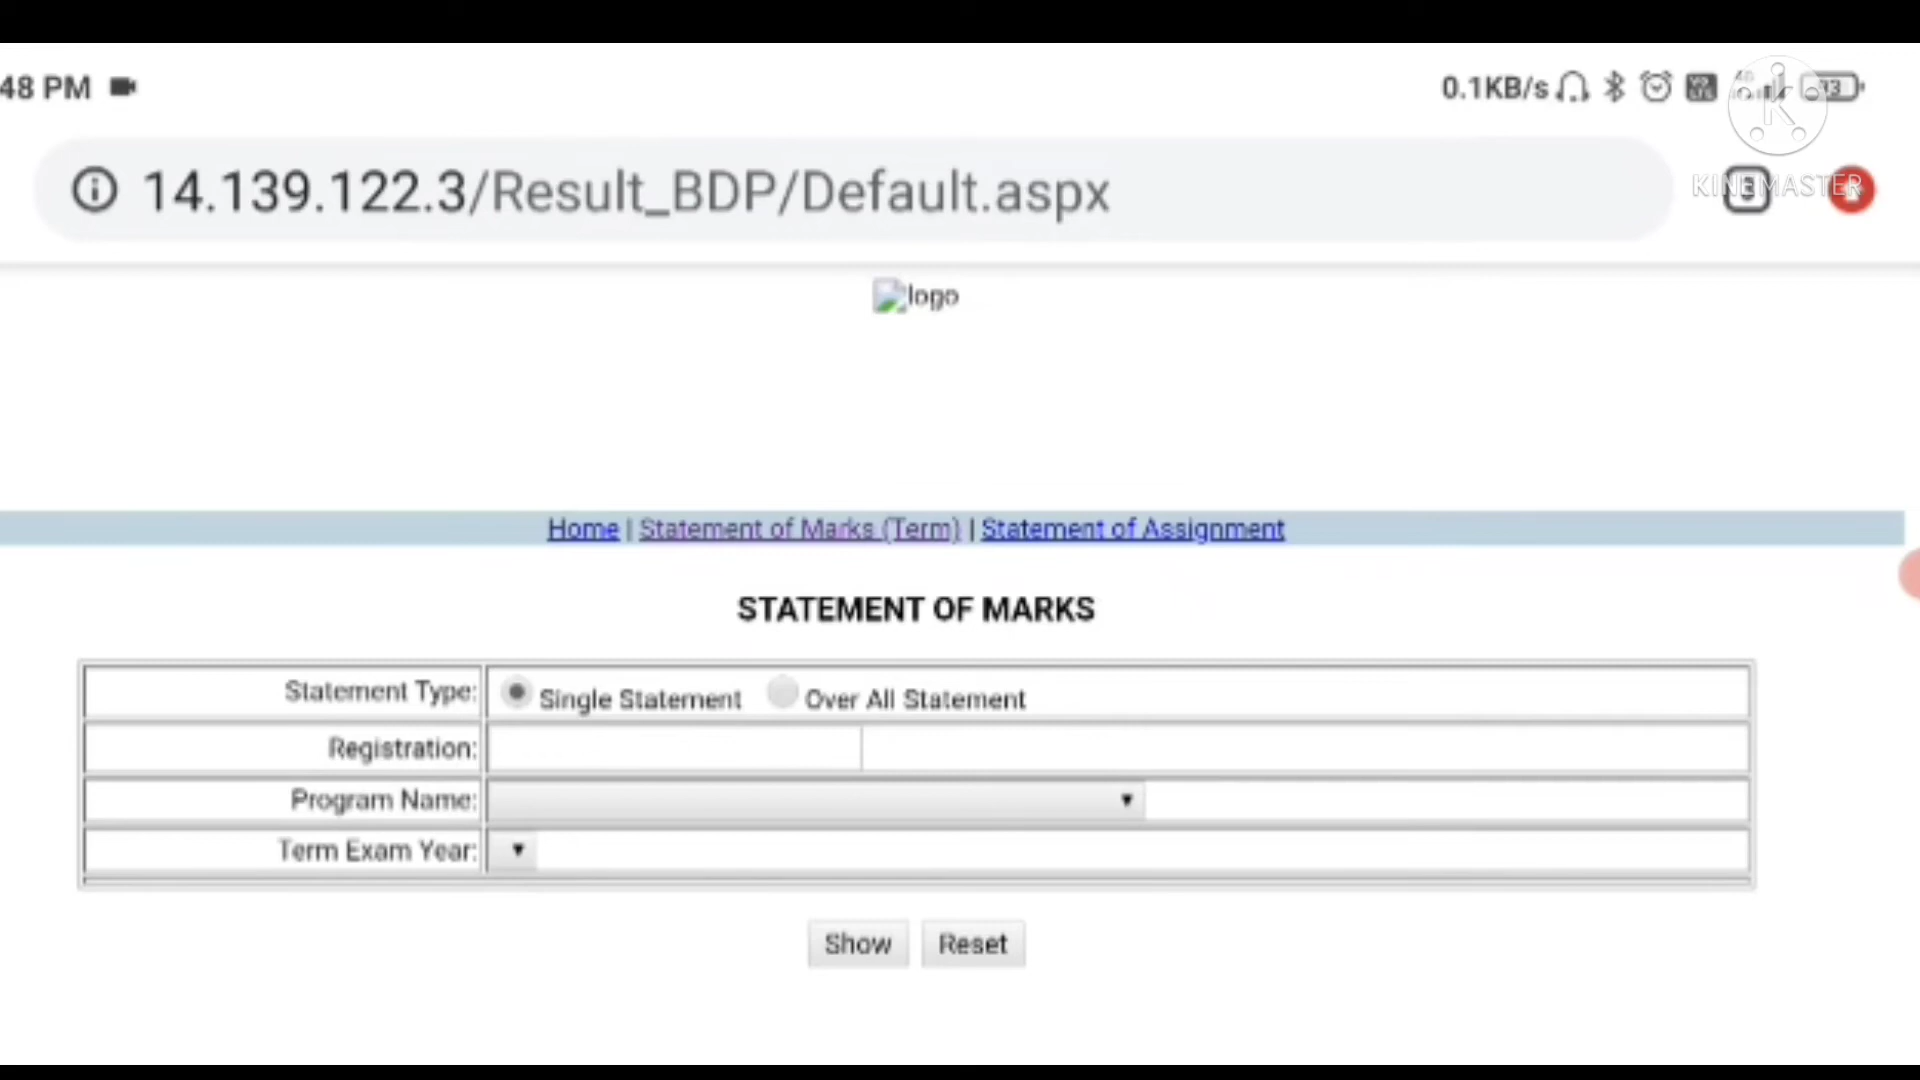 48 PM 0.1KB/s
KINEMASTER
14.139.122.3/Result_BDP/Default.aspx
logo
Home | Statement of Marks (Term) | Statement of Assignment
STATEMENT OF MARKS
Statement Type: Single Statement Over All Statement
Registration:
Program Name:
Term Exam Year:
Show Reset